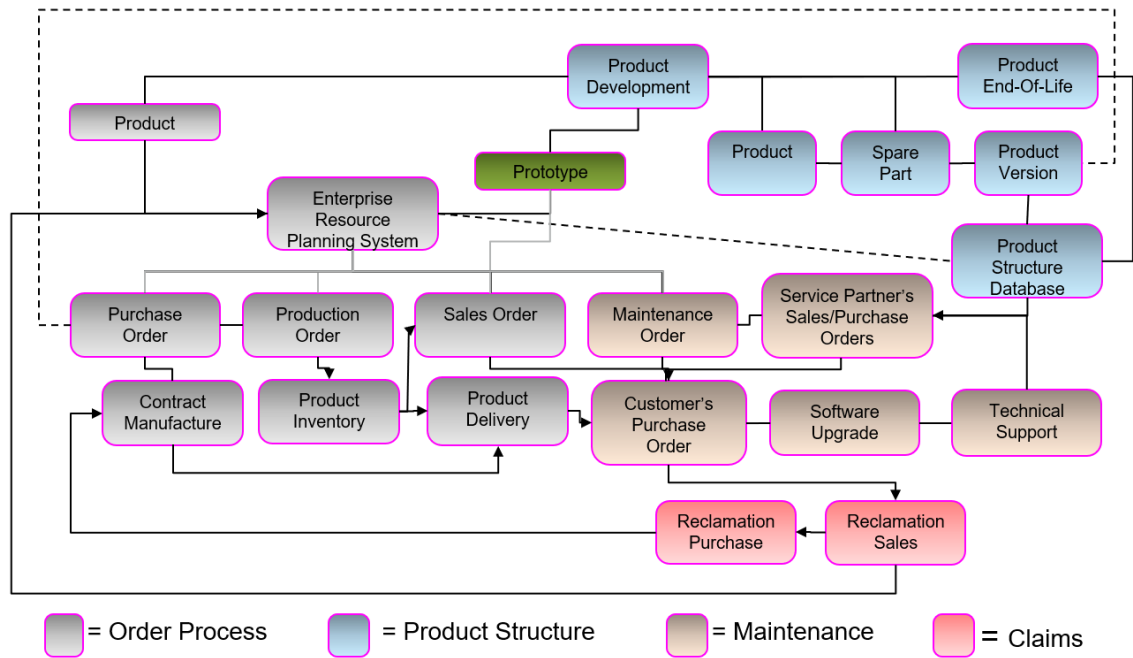 Product
Development
Product
End-Of-Life
Product
Product
Spare
Part
Product
Version
Prototype
Enterprise
Resource
Planning System
Product
Structure
Database
Purchase
Order
Production
Order
Sales Order
Maintenance
Order
Service Partner's
Sales/Purchase
Orders
Contract
Manufacture
Product
Inventory
Product
Delivery
Customer's
Purchase
Order
Software
Upgrade
Technical
Support
Reclamation
Purchase
Reclamation
Sales
= Order Process
= Product Structure
= Maintenance
= Claims